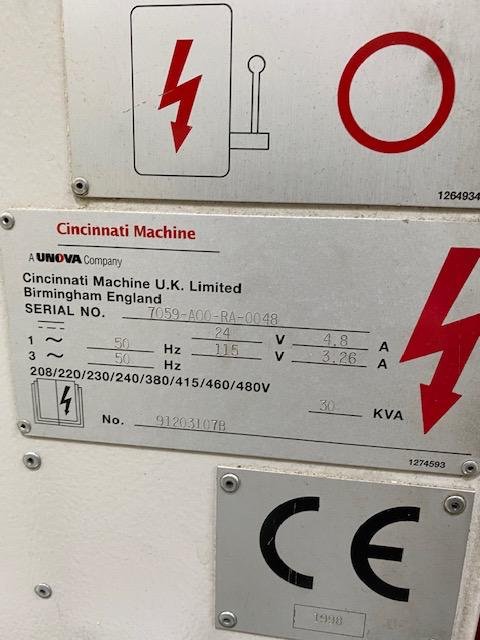 1264934
Cincinnati Machine
A UNOVA Company
Cincinnati Machine U.K. Limited
Birmingham England
SERIAL NO. 7059-A00-RA-0048
24 V 4.8 A
1 ~ 50 Hz 115 V 3.26 A
3 ~ 50 Hz
208/220/230/240/380/415/460/480V
30 KVA
No. 91203107B
1274593
CE
1998